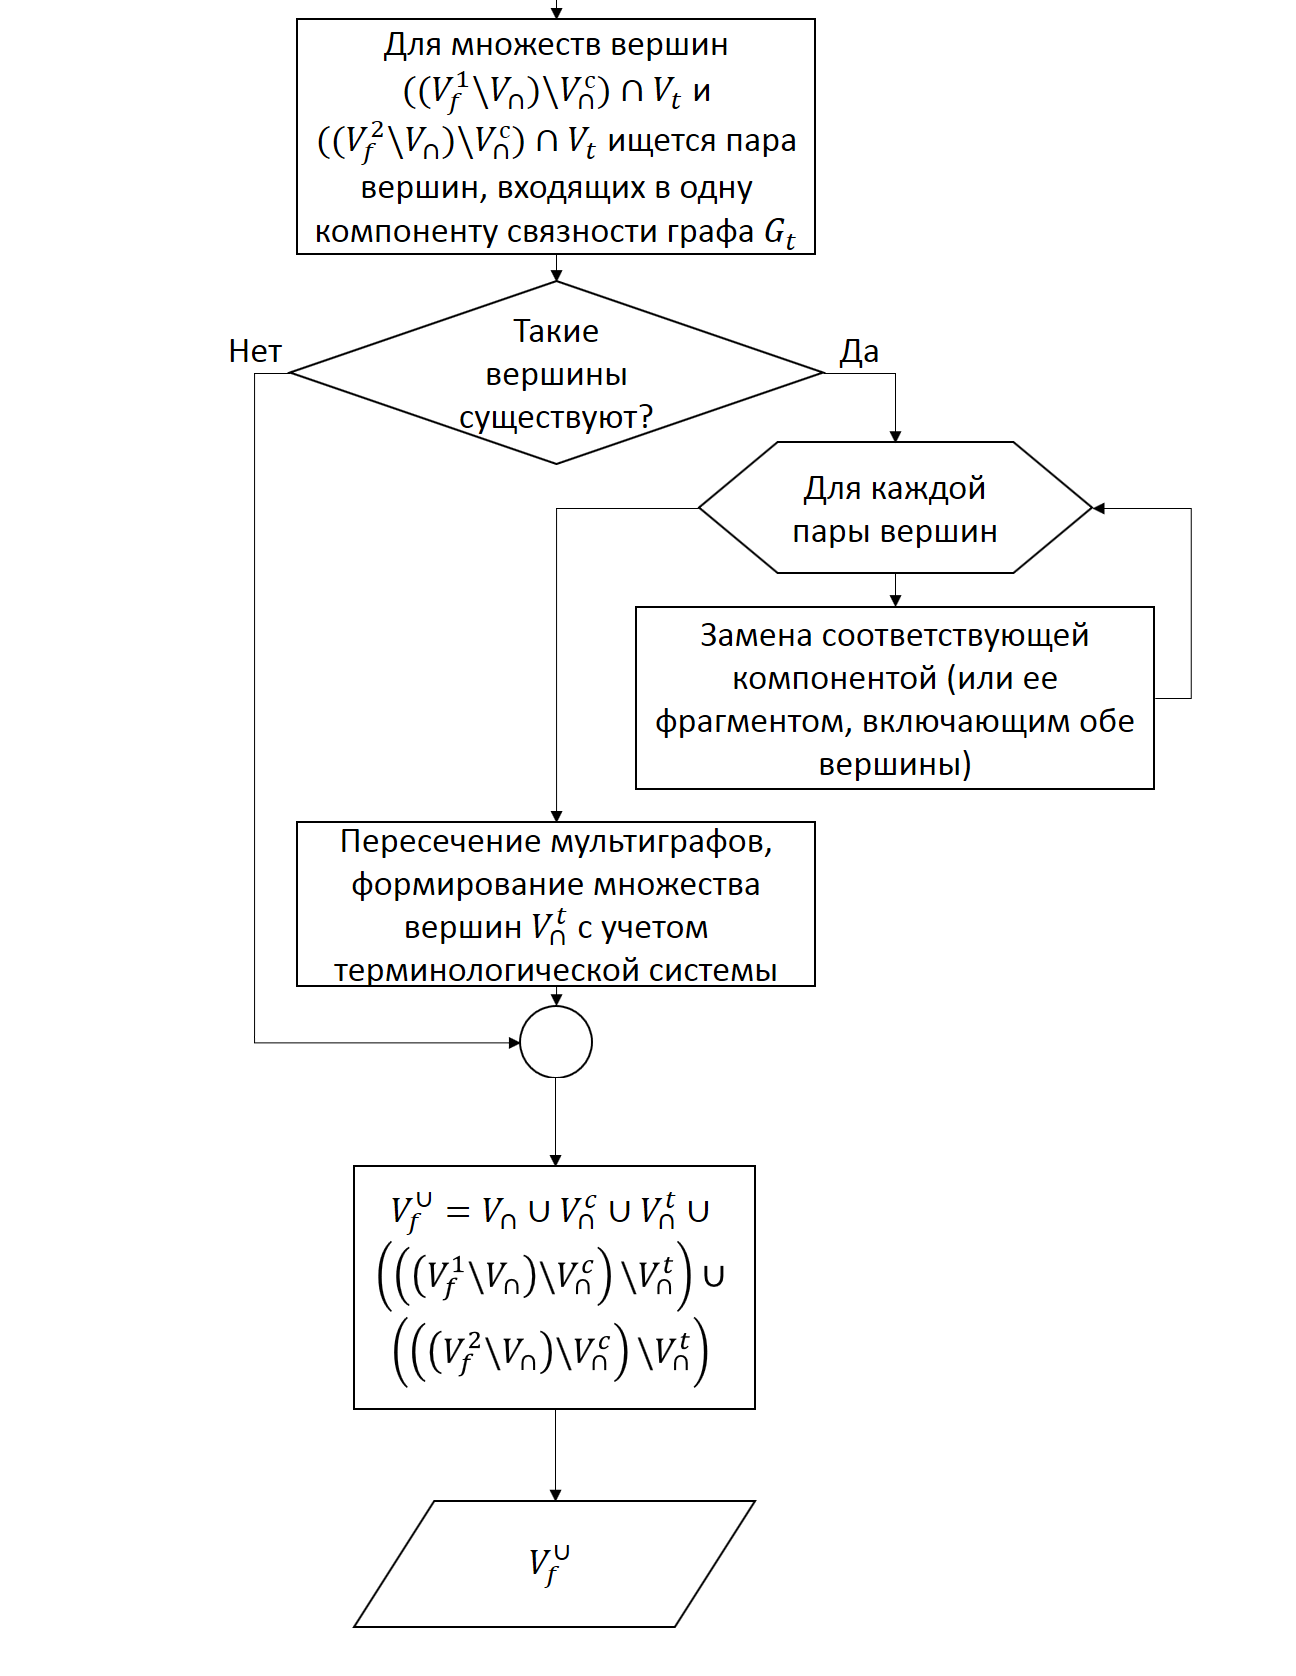 Для множеств вершин
((V_f^1\V_∩)\V_∩^c) ∩ V_t и
((V_f^2\V_∩)\V_∩^c) ∩ V_t ищется пара
вершин, входящих в одну
компоненту связности графа G_t
Такие
вершины
существуют?
Нет
Да
Для каждой
пары вершин
Замена соответствующей
компонентой (или ее
фрагментом, включающим обе
вершины)
Пересечение мультиграфов,
формирование множества
вершин V_∩^t с учетом
терминологической системы
V_f^∪ = V_∩ ∪ V_∩^c ∪ V_∩^t ∪
(((V_f^1\V_∩)\V_∩^c)\V_∩^t) ∪
(((V_f^2\V_∩)\V_∩^c)\V_∩^t)
V_f^∪